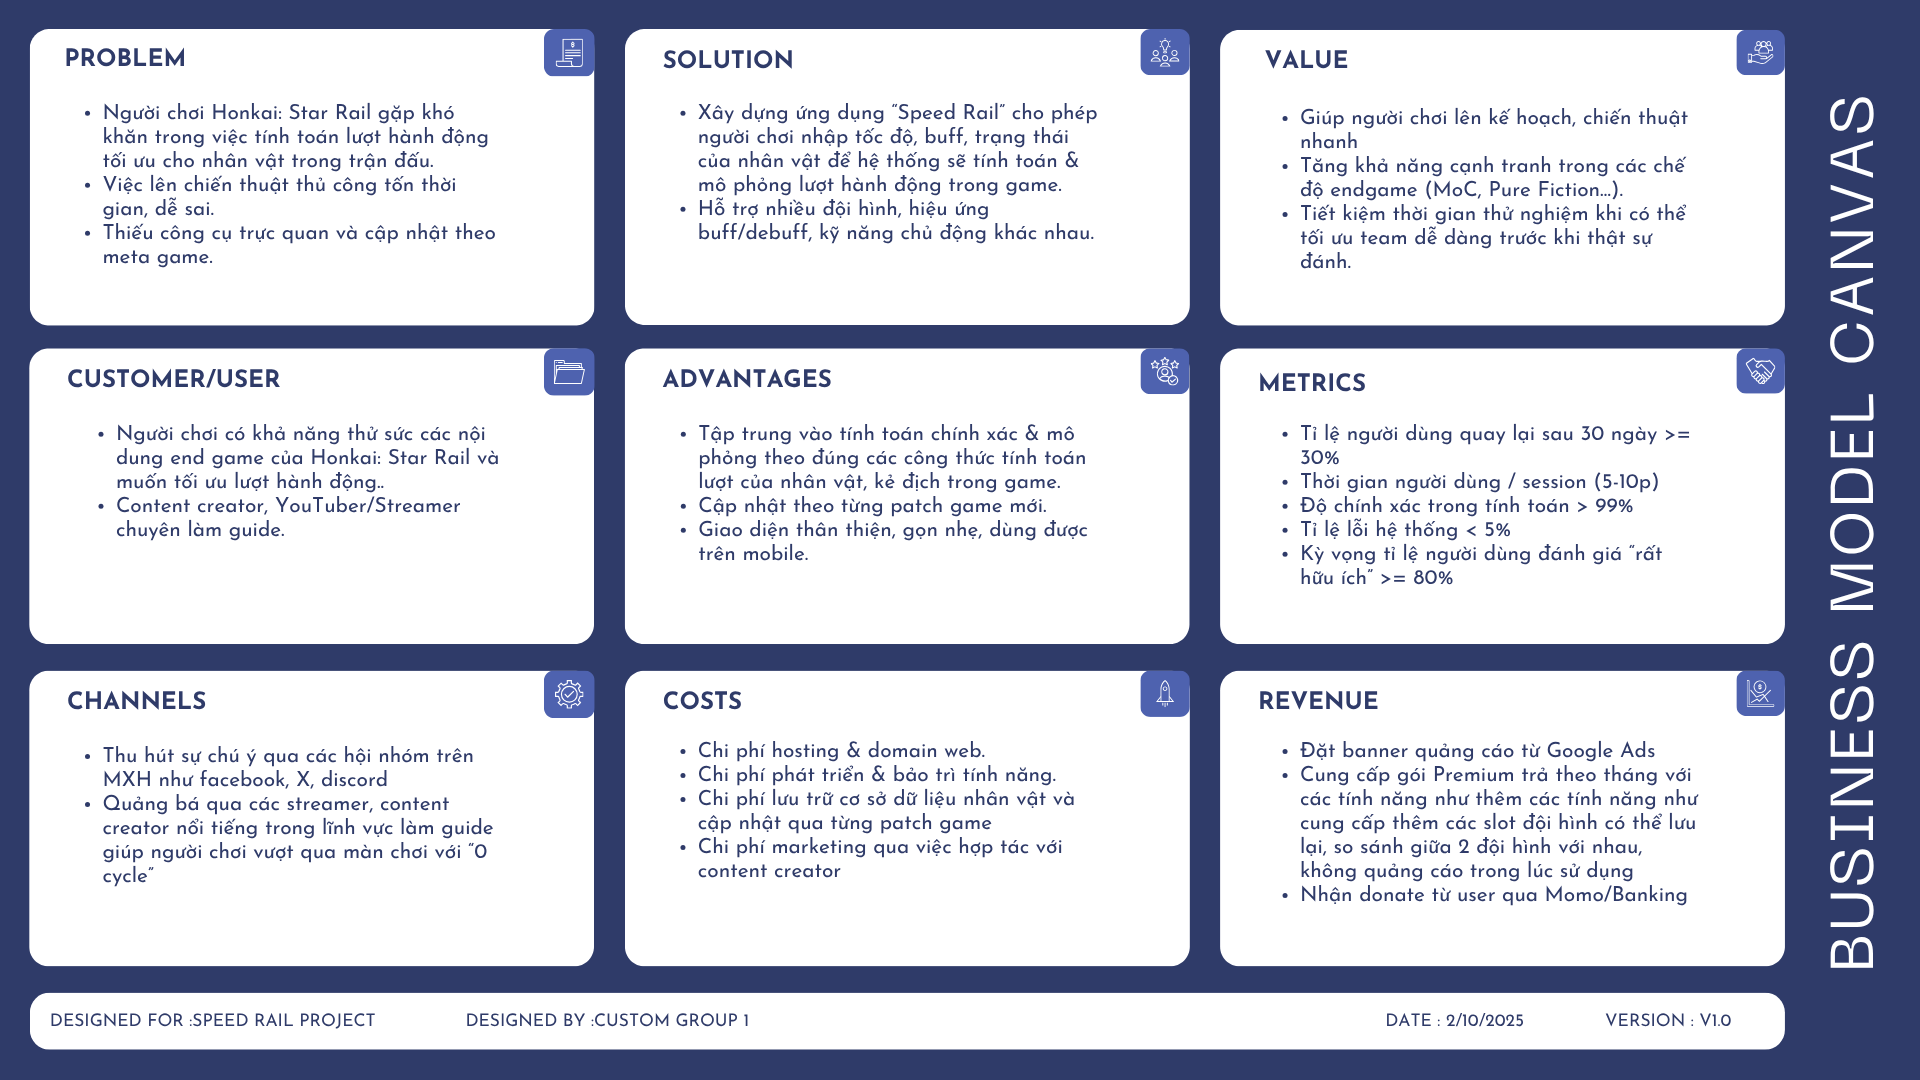 PROBLEM
Người chơi Honkai: Star Rail gặp khó
khăn trong việc tính toán lượt hành động
tối ưu cho nhân vật trong trận đấu.
Việc lên chiến thuật thủ công tốn thời
gian, dễ sai.
Thiếu công cụ trực quan và cập nhật theo
meta game.
SOLUTION
Xây dựng ứng dụng “Speed Rail” cho phép
người chơi nhập tốc độ, buff, trạng thái
của nhân vật để hệ thống sẽ tính toán &
mô phỏng lượt hành động trong game.
Hỗ trợ nhiều đội hình, hiệu ứng
buff/debuff, kỹ năng chủ động khác nhau.
VALUE
Giúp người chơi lên kế hoạch, chiến thuật
nhanh
Tăng khả năng cạnh tranh trong các chế
độ endgame (MoC, Pure Fiction...).
Tiết kiệm thời gian thử nghiệm khi có thể
tối ưu team dễ dàng trước khi thật sự
đánh.
CUSTOMER/USER
Người chơi có khả năng thử sức các nội
dung end game của Honkai: Star Rail và
muốn tối ưu lượt hành động..
Content creator, YouTuber/Streamer
chuyên làm guide.
ADVANTAGES
Tập trung vào tính toán chính xác & mô
phỏng theo đúng các công thức tính toán
lượt của nhân vật, kẻ địch trong game.
Cập nhật theo từng patch game mới.
Giao diện thân thiện, gọn nhẹ, dùng được
trên mobile.
METRICS
Tỉ lệ người dùng quay lại sau 30 ngày >=
30%
Thời gian người dùng / session (5-10p)
Độ chính xác trong tính toán > 99%
Tỉ lệ lỗi hệ thống < 5%
Kỳ vọng tỉ lệ người dùng đánh giá “rất
hữu ích” >= 80%
CHANNELS
Thu hút sự chú ý qua các hội nhóm trên
MXH như facebook, X, discord
Quảng bá qua các streamer, content
creator nổi tiếng trong lĩnh vực làm guide
giúp người chơi vượt qua màn chơi với “0
cycle”
COSTS
Chi phí hosting & domain web.
Chi phí phát triển & bảo trì tính năng.
Chi phí lưu trữ cơ sở dữ liệu nhân vật và
cập nhật qua từng patch game
Chi phí marketing qua việc hợp tác với
content creator
REVENUE
Đặt banner quảng cáo từ Google Ads
Cung cấp gói Premium trả theo tháng với
các tính năng như thêm các tính năng như
cung cấp thêm các slot đội hình có thể lưu
lại, so sánh giữa 2 đội hình với nhau,
không quảng cáo trong lúc sử dụng
Nhận donate từ user qua Momo/Banking
BUSINESS MODEL CANVAS
DESIGNED FOR :SPEED RAIL PROJECT
DESIGNED BY :CUSTOM GROUP 1
DATE : 2/10/2025
VERSION : V1.0